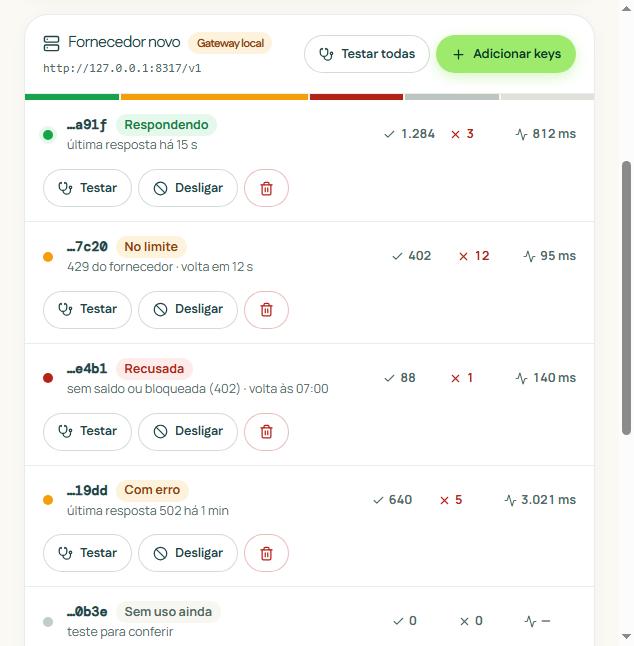 Fornecedor novo Gateway local
http://127.0.0.1:8317/v1
Testar todas
+ Adicionar keys
…a91f Respondendo
última resposta há 15 s
✓ 1.284 × 3 812 ms
Testar Desligar
…7c20 No limite
429 do fornecedor · volta em 12 s
✓ 402 × 12 95 ms
Testar Desligar
…e4b1 Recusada
sem saldo ou bloqueada (402) · volta às 07:00
✓ 88 × 1 140 ms
Testar Desligar
…19dd Com erro
última resposta 502 há 1 min
✓ 640 × 5 3.021 ms
Testar Desligar
…0b3e Sem uso ainda
teste para conferir
✓ 0 × 0 —